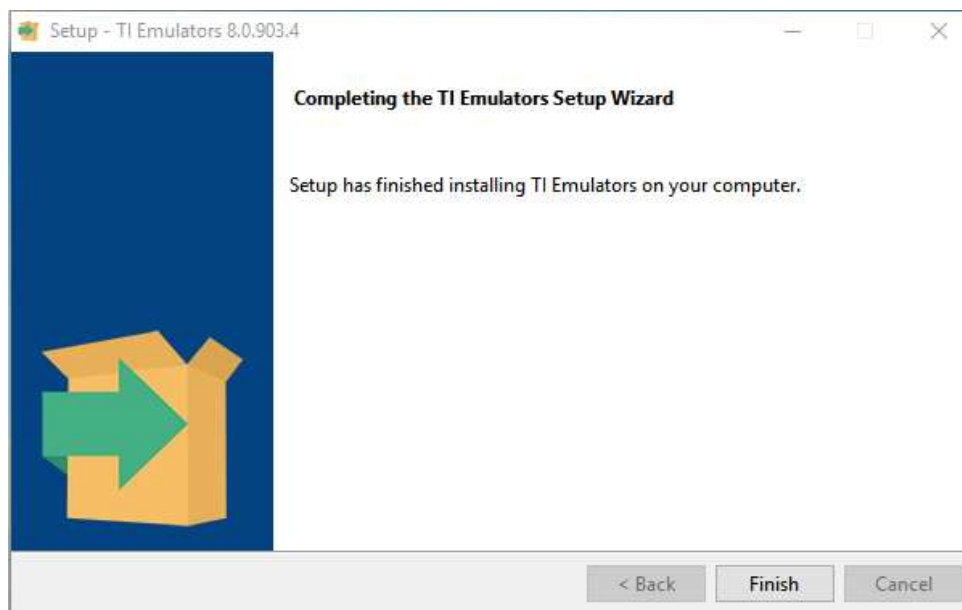 Setup - TI Emulators 8.0.903.4
Completing the TI Emulators Setup Wizard
Setup has finished installing TI Emulators on your computer.
< Back
Finish
Cancel